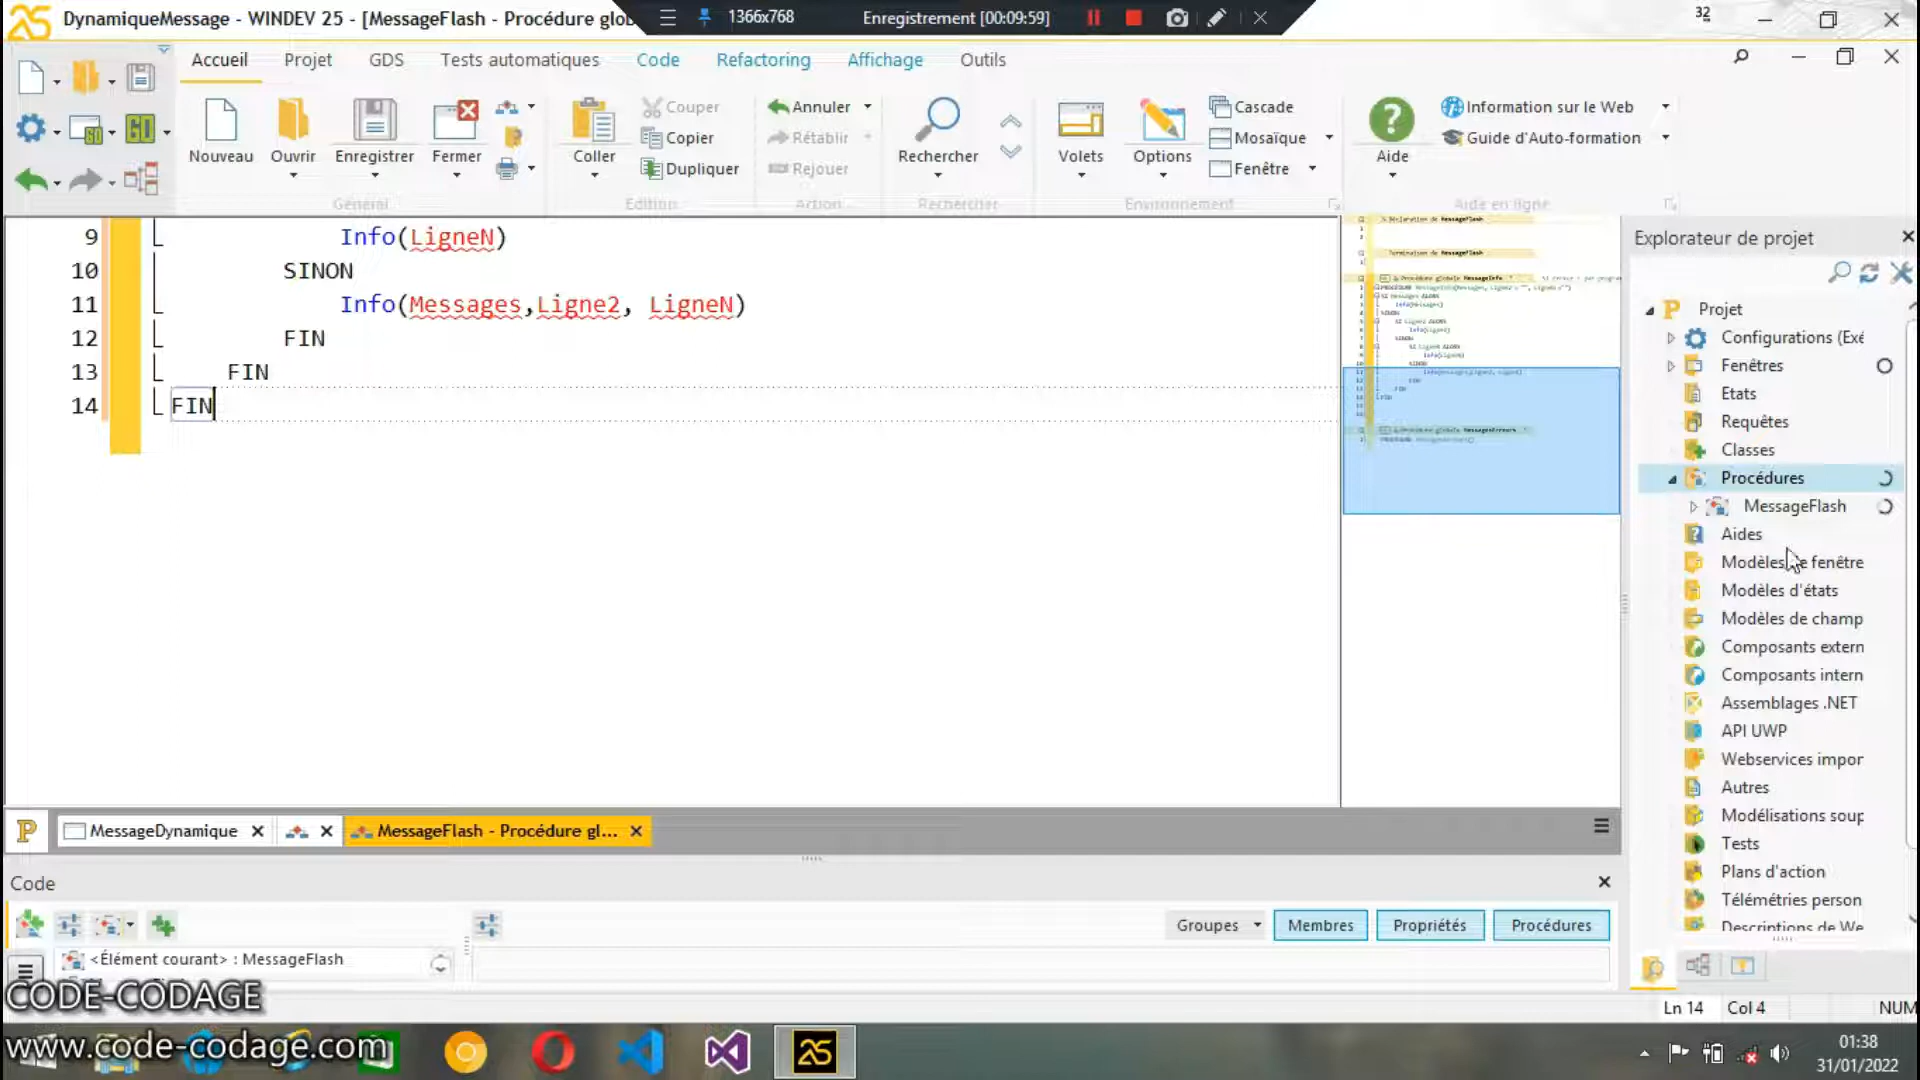 DynamiqueMessage - WINDEV 25 - [MessageFlash - Procédure glob
1366x768
Enregistrement [00:09:59]
32
Accueil
Projet
GDS
Tests automatiques
Code
Refactoring
Affichage
Outils
Nouveau
Ouvrir
Enregistrer
Fermer
Coller
Couper
Copier
Dupliquer
Annuler
Rétablir
Rejouer
Rechercher
Volets
Options
Cascade
Mosaïque
Fenêtre
Aide
Information sur le Web
Guide d'Auto-formation
Général
Edition
Action
Rechercher
Environnement
Aide en ligne
9 Info(LigneN)
10 SINON
11 Info(Messages,Ligne2, LigneN)
12 FIN
13 FIN
14 FIN
Explorateur de projet
Projet
Configurations (Exé
Fenêtres
Etats
Requêtes
Classes
Procédures
MessageFlash
Aides
Modèles de fenêtre
Modèles d'états
Modèles de champ
Composants extern
Composants intern
Assemblages .NET
API UWP
Webservices impor
Autres
Modélisations soup
Tests
Plans d'action
Télémétries person
Descriptions de We
MessageDynamique
MessageFlash - Procédure gl...
Code
Groupes
Membres
Propriétés
Procédures
<Élément courant> : MessageFlash
CODE-CODAGE
Ln 14
Col 4
NUM
www.code-codage.com
25
01:38
31/01/2022